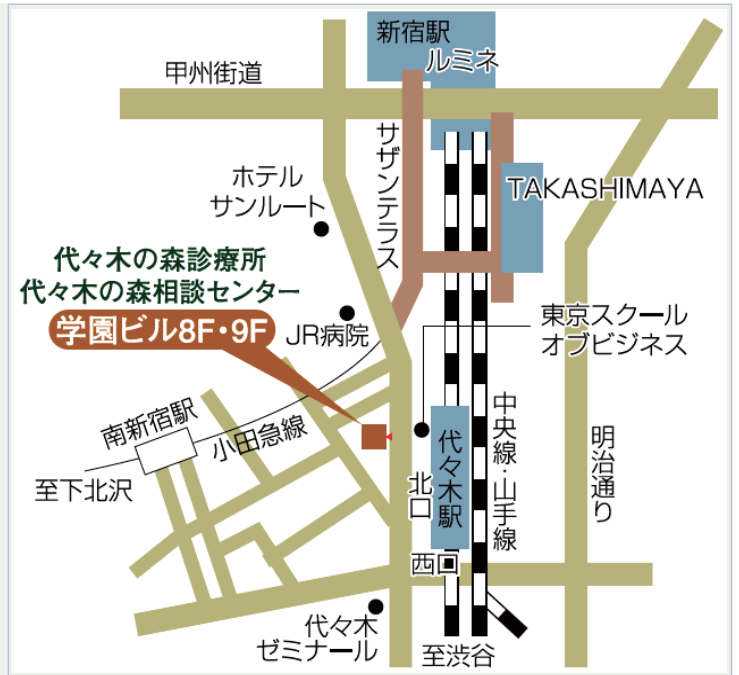 新宿駅
ルミネ
甲州街道
サザンテラス
ホテル
サンルート
TAKASHIMAYA
代々木の森診療所
代々木の森相談センター
学園ビル8F・9F
JR病院
東京スクール
オブビジネス
南新宿駅
小田急線
至下北沢
代々木駅
北口
西口
中央線・山手線
明治通り
代々木
ゼミナール
至渋谷